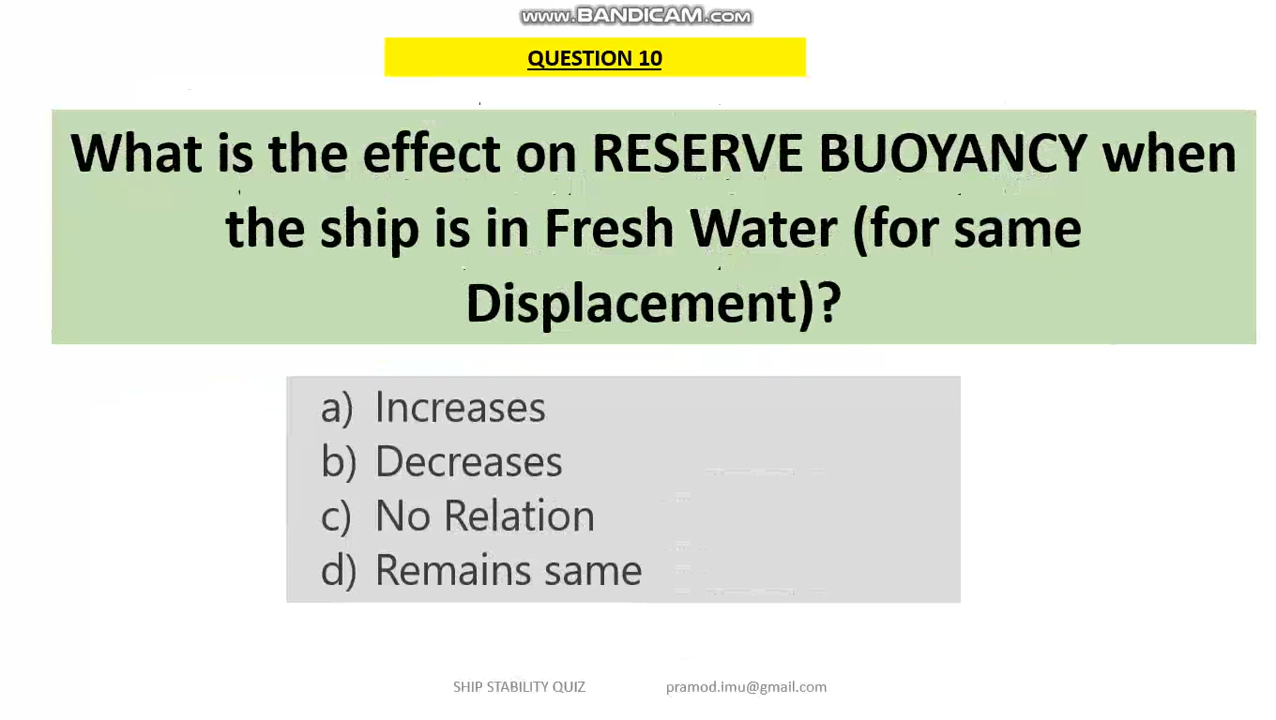 www.BANDICAM.com
QUESTION 10
What is the effect on RESERVE BUOYANCY when
the ship is in Fresh Water (for same
Displacement)?
a) Increases
b) Decreases
c) No Relation
d) Remains same
SHIP STABILITY QUIZ pramod.imu@gmail.com